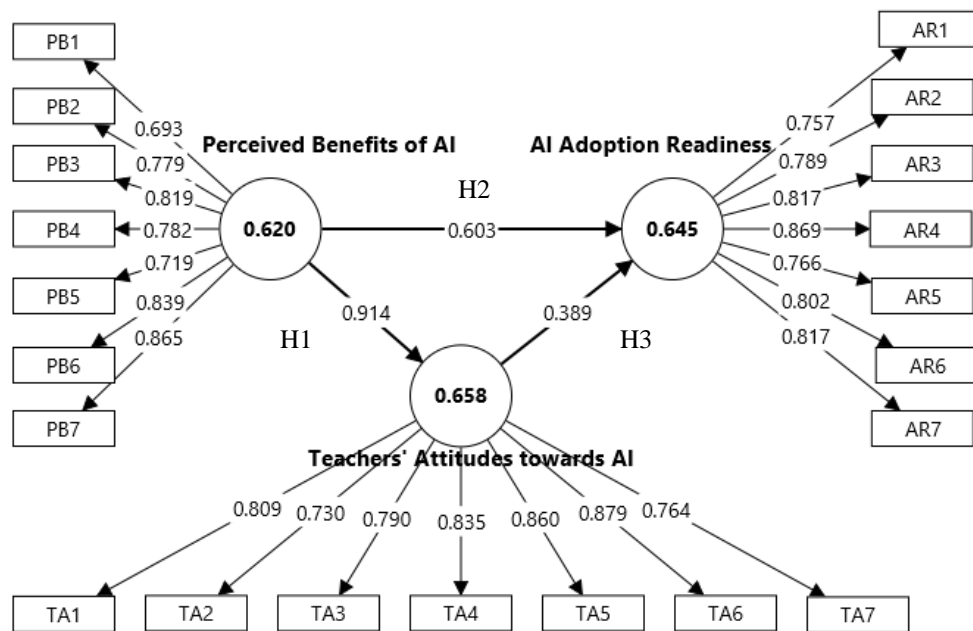 PB1
PB2
PB3
PB4
PB5
PB6
PB7
0.693
0.779
0.819
0.782
0.719
0.839
0.865
Perceived Benefits of AI
0.620
H2
0.603
AI Adoption Readiness
0.645
0.757
0.789
0.817
0.869
0.766
0.802
0.817
AR1
AR2
AR3
AR4
AR5
AR6
AR7
H1
0.914
0.389
H3
0.658
Teachers' Attitudes towards AI
0.809
0.730
0.790
0.835
0.860
0.879
0.764
TA1
TA2
TA3
TA4
TA5
TA6
TA7